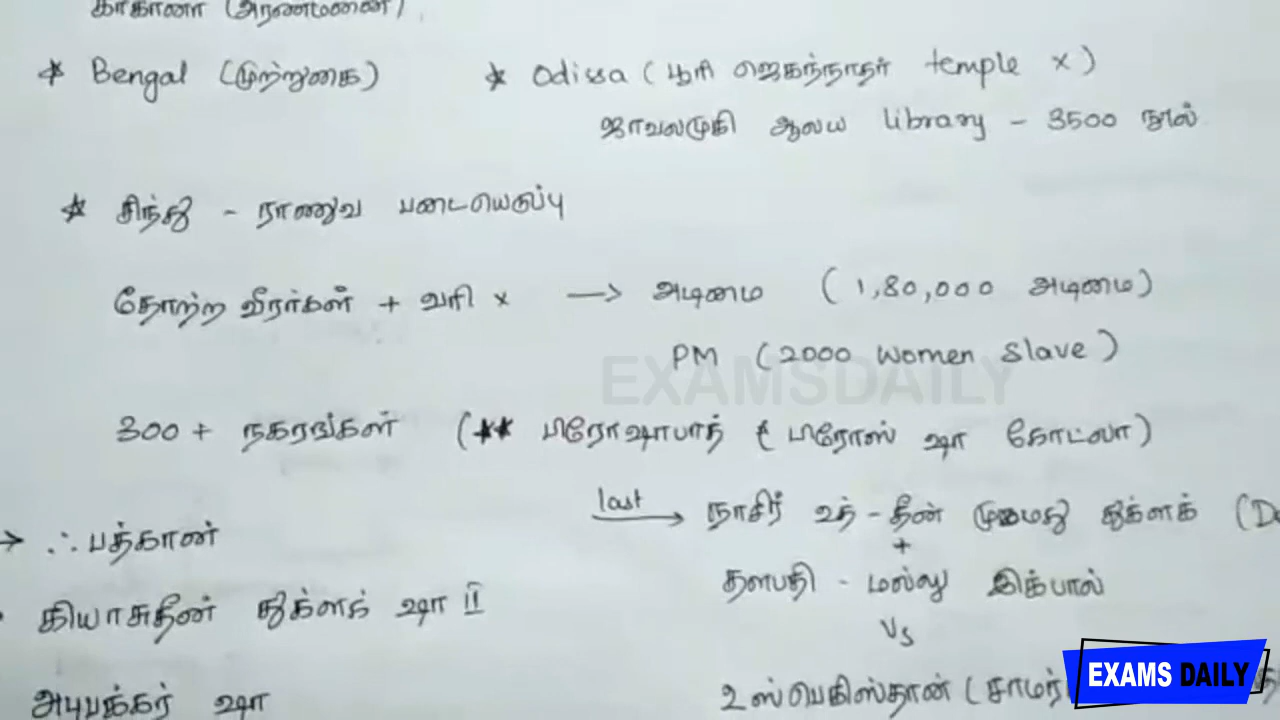 காகானா (அரண்மனை)
* Bengal (முற்றுகை) * Odissa (பூரி ஜெகந்நாதர் temple x)
ஜாவலமுகி ஆலய library - 3500 நூல்
* சிந்து - ராணுவ படையெடுப்பு
தோற்ற வீரர்கள் + வரி x → அடிமை (1,80,000 அடிமை)
PM (2000 women slave)
EXAMSDAILY
300 + நகரங்கள் (** பிரோஷாபாத் & பிரோஸ் ஷா கோட்லா)
last → நாசிர் உத் - தீன் முகமது துக்ளக்
→ ∴ பத்கான் +
தளபதி - மல்லு இக்பால்
கியாசுதீன் துக்ளக் ஷா II
Vs
உஸ்பெகிஸ்தான்
அபுபக்கர் ஷா
EXAMS DAILY